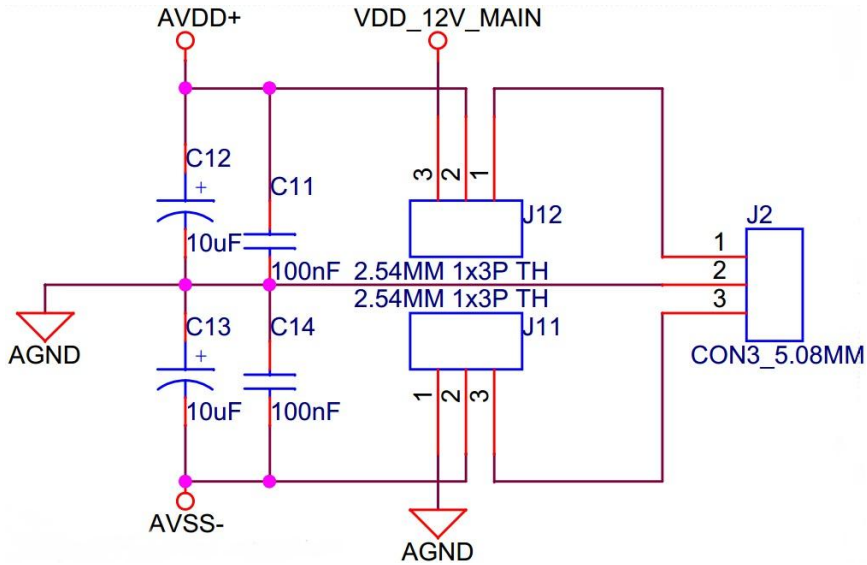 AVDD+
VDD_12V_MAIN
C12
+
10uF
C11
100nF
3
2
1
J12
2.54MM 1x3P TH
J2
1
2
3
CON3_5.08MM
AGND
2.54MM 1x3P TH
J11
C13
+
10uF
C14
100nF
1
2
3
AVSS-
AGND